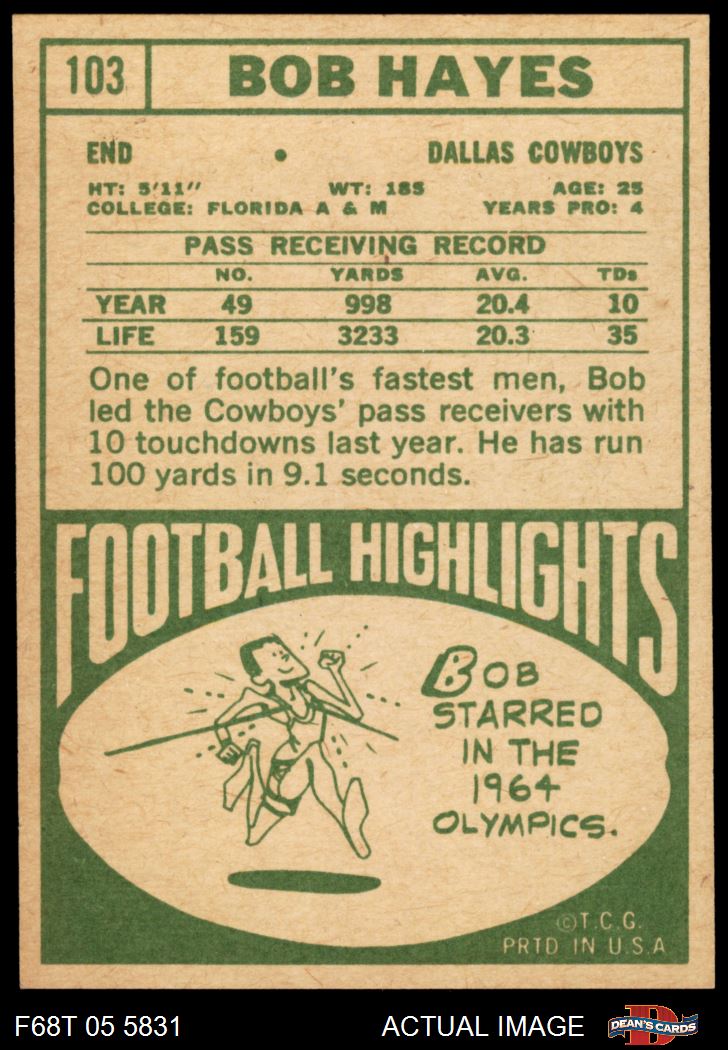 103 BOB HAYES
END • DALLAS COWBOYS
HT: 5'11" WT: 185 AGE: 25
COLLEGE: FLORIDA A & M YEARS PRO: 4
PASS RECEIVING RECORD
NO. YARDS AVG. TDs
YEAR 49 998 20.4 10
LIFE 159 3233 20.3 35
One of football's fastest men, Bob
led the Cowboys' pass receivers with
10 touchdowns last year. He has run
100 yards in 9.1 seconds.
FOOTBALL HIGHLIGHTS
BOB
STARRED
IN THE
1964
OLYMPICS.
©T.C.G.
PRTD IN U.S.A
F68T 05 5831 ACTUAL IMAGE D DEAN'S CARDS